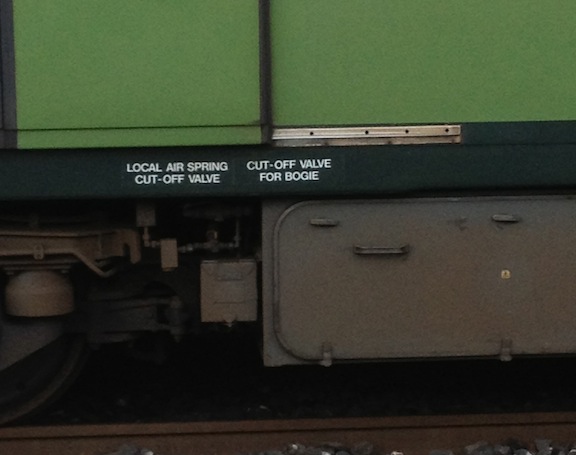 LOCAL AIR SPRING
CUT-OFF VALVE
CUT-OFF VALVE
FOR BOGIE